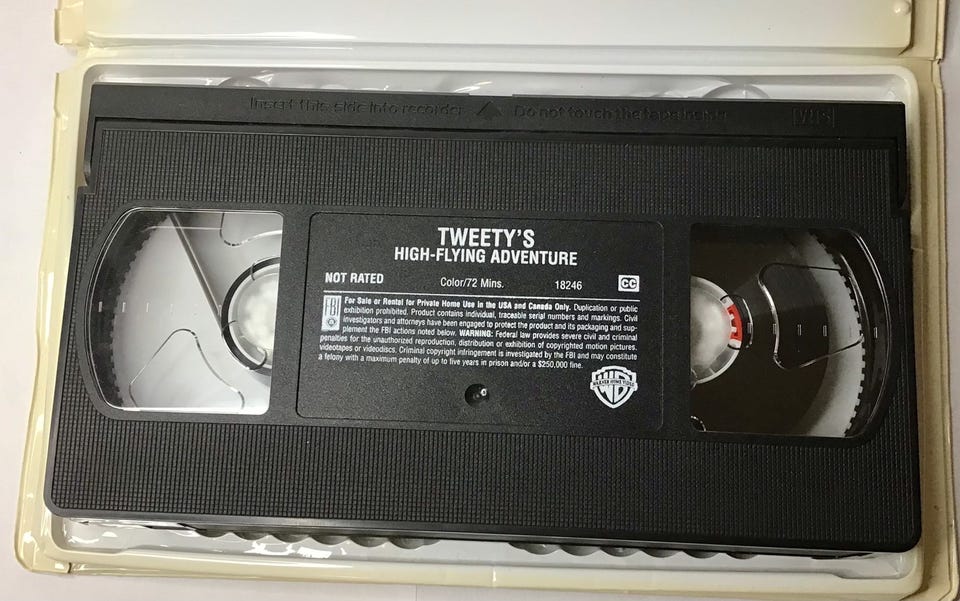 Insert this side into recorder Do not touch the tape inside VHS
TWEETY'S
HIGH-FLYING ADVENTURE
NOT RATED Color/72 Mins. 18246 CC
FBI
For Sale or Rental for Private Home Use in the USA and Canada Only. Duplication or public
exhibition prohibited. Product contains individual, traceable serial numbers and markings. Civil
investigators and attorneys have been engaged to protect the product and its packaging and sup-
plement the FBI actions noted below. WARNING: Federal law provides severe civil and criminal
penalties for the unauthorized reproduction, distribution or exhibition of copyrighted motion pictures,
videotapes or videodiscs. Criminal copyright infringement is investigated by the FBI and may constitute
a felony with a maximum penalty of up to five years in prison and/or a $250,000 fine.
WB
WARNER HOME VIDEO